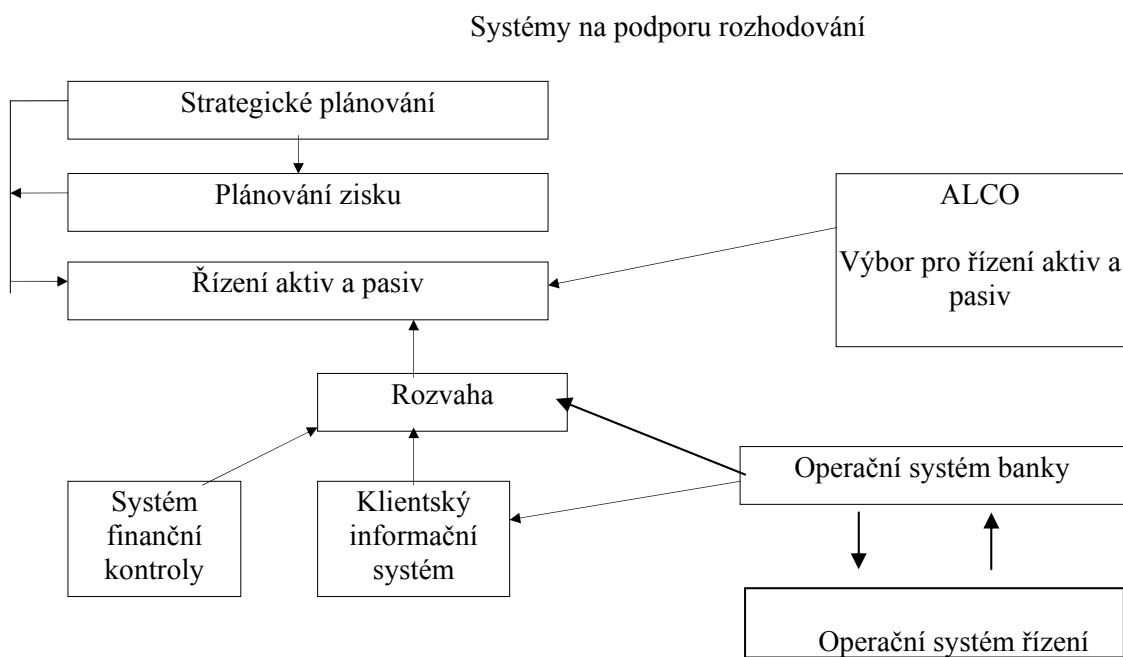 Systémy na podporu rozhodování
Strategické plánování
Plánování zisku
ALCO
Výbor pro řízení aktiv a
pasiv
Řízení aktiv a pasiv
Rozvaha
Operační systém banky
Systém
finanční
kontroly
Klientský
informační
systém
Operační systém řízení